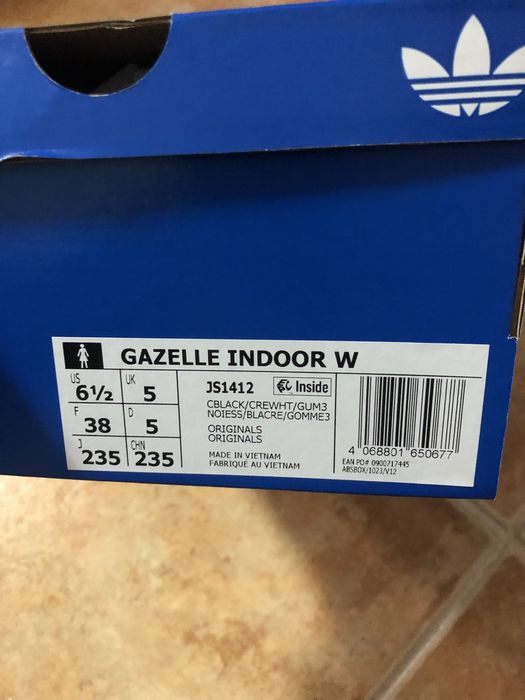 GAZELLE INDOOR W
US 6½ UK 5
F 38 D 5
J 235 CHN 235
JS1412 Inside
CBLACK/CREWHT/GUM3
NOIESS/BLACRE/GOMME3
ORIGINALS
ORIGINALS
MADE IN VIETNAM
FABRIQUÉ AU VIETNAM
4 068801 650677
EAN PO# 0900717445
ABSBOX/1023/V12